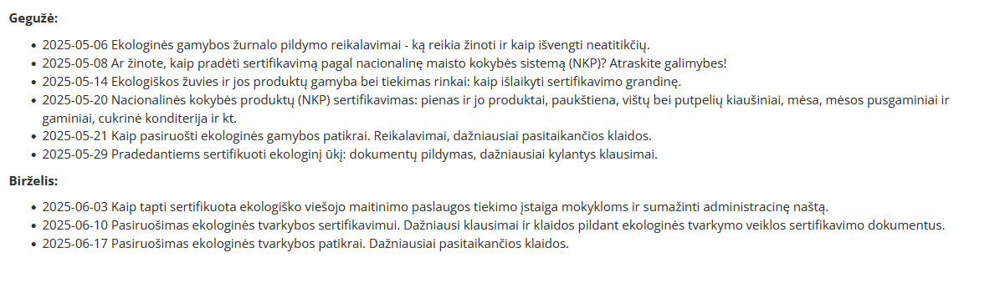 Gegužė:
2025-05-06 Ekologinės gamybos žurnalo pildymo reikalavimai - ką reikia žinoti ir kaip išvengti neatitikčių.
2025-05-08 Ar žinote, kaip pradėti sertifikavimą pagal nacionalinę maisto kokybės sistemą (NKP)? Atraskite galimybes!
2025-05-14 Ekologiškos žuvies ir jos produktų gamyba bei tiekimas rinkai: kaip išlaikyti sertifikavimo grandinę.
2025-05-20 Nacionalinės kokybės produktų (NKP) sertifikavimas: pienas ir jo produktai, paukštiena, vištų bei putpelių kiaušiniai, mėsa, mėsos pusgaminiai ir
gaminiai, cukrinė konditerija ir kt.
2025-05-21 Kaip pasiruošti ekologinės gamybos patikrai. Reikalavimai, dažniausiai pasitaikančios klaidos.
2025-05-29 Pradedantiems sertifikuoti ekologinį ūkį: dokumentų pildymas, dažniausiai kylantys klausimai.
Birželis:
2025-06-03 Kaip tapti sertifikuota ekologiško viešojo maitinimo paslaugos tiekimo įstaiga mokykloms ir sumažinti administracinę naštą.
2025-06-10 Pasiruošimas ekologinės tvarkybos sertifikavimui. Dažniausi klausimai ir klaidos pildant ekologinės tvarkymo veiklos sertifikavimo dokumentus.
2025-06-17 Pasiruošimas ekologinės tvarkybos patikrai. Dažniausiai pasitaikančios klaidos.